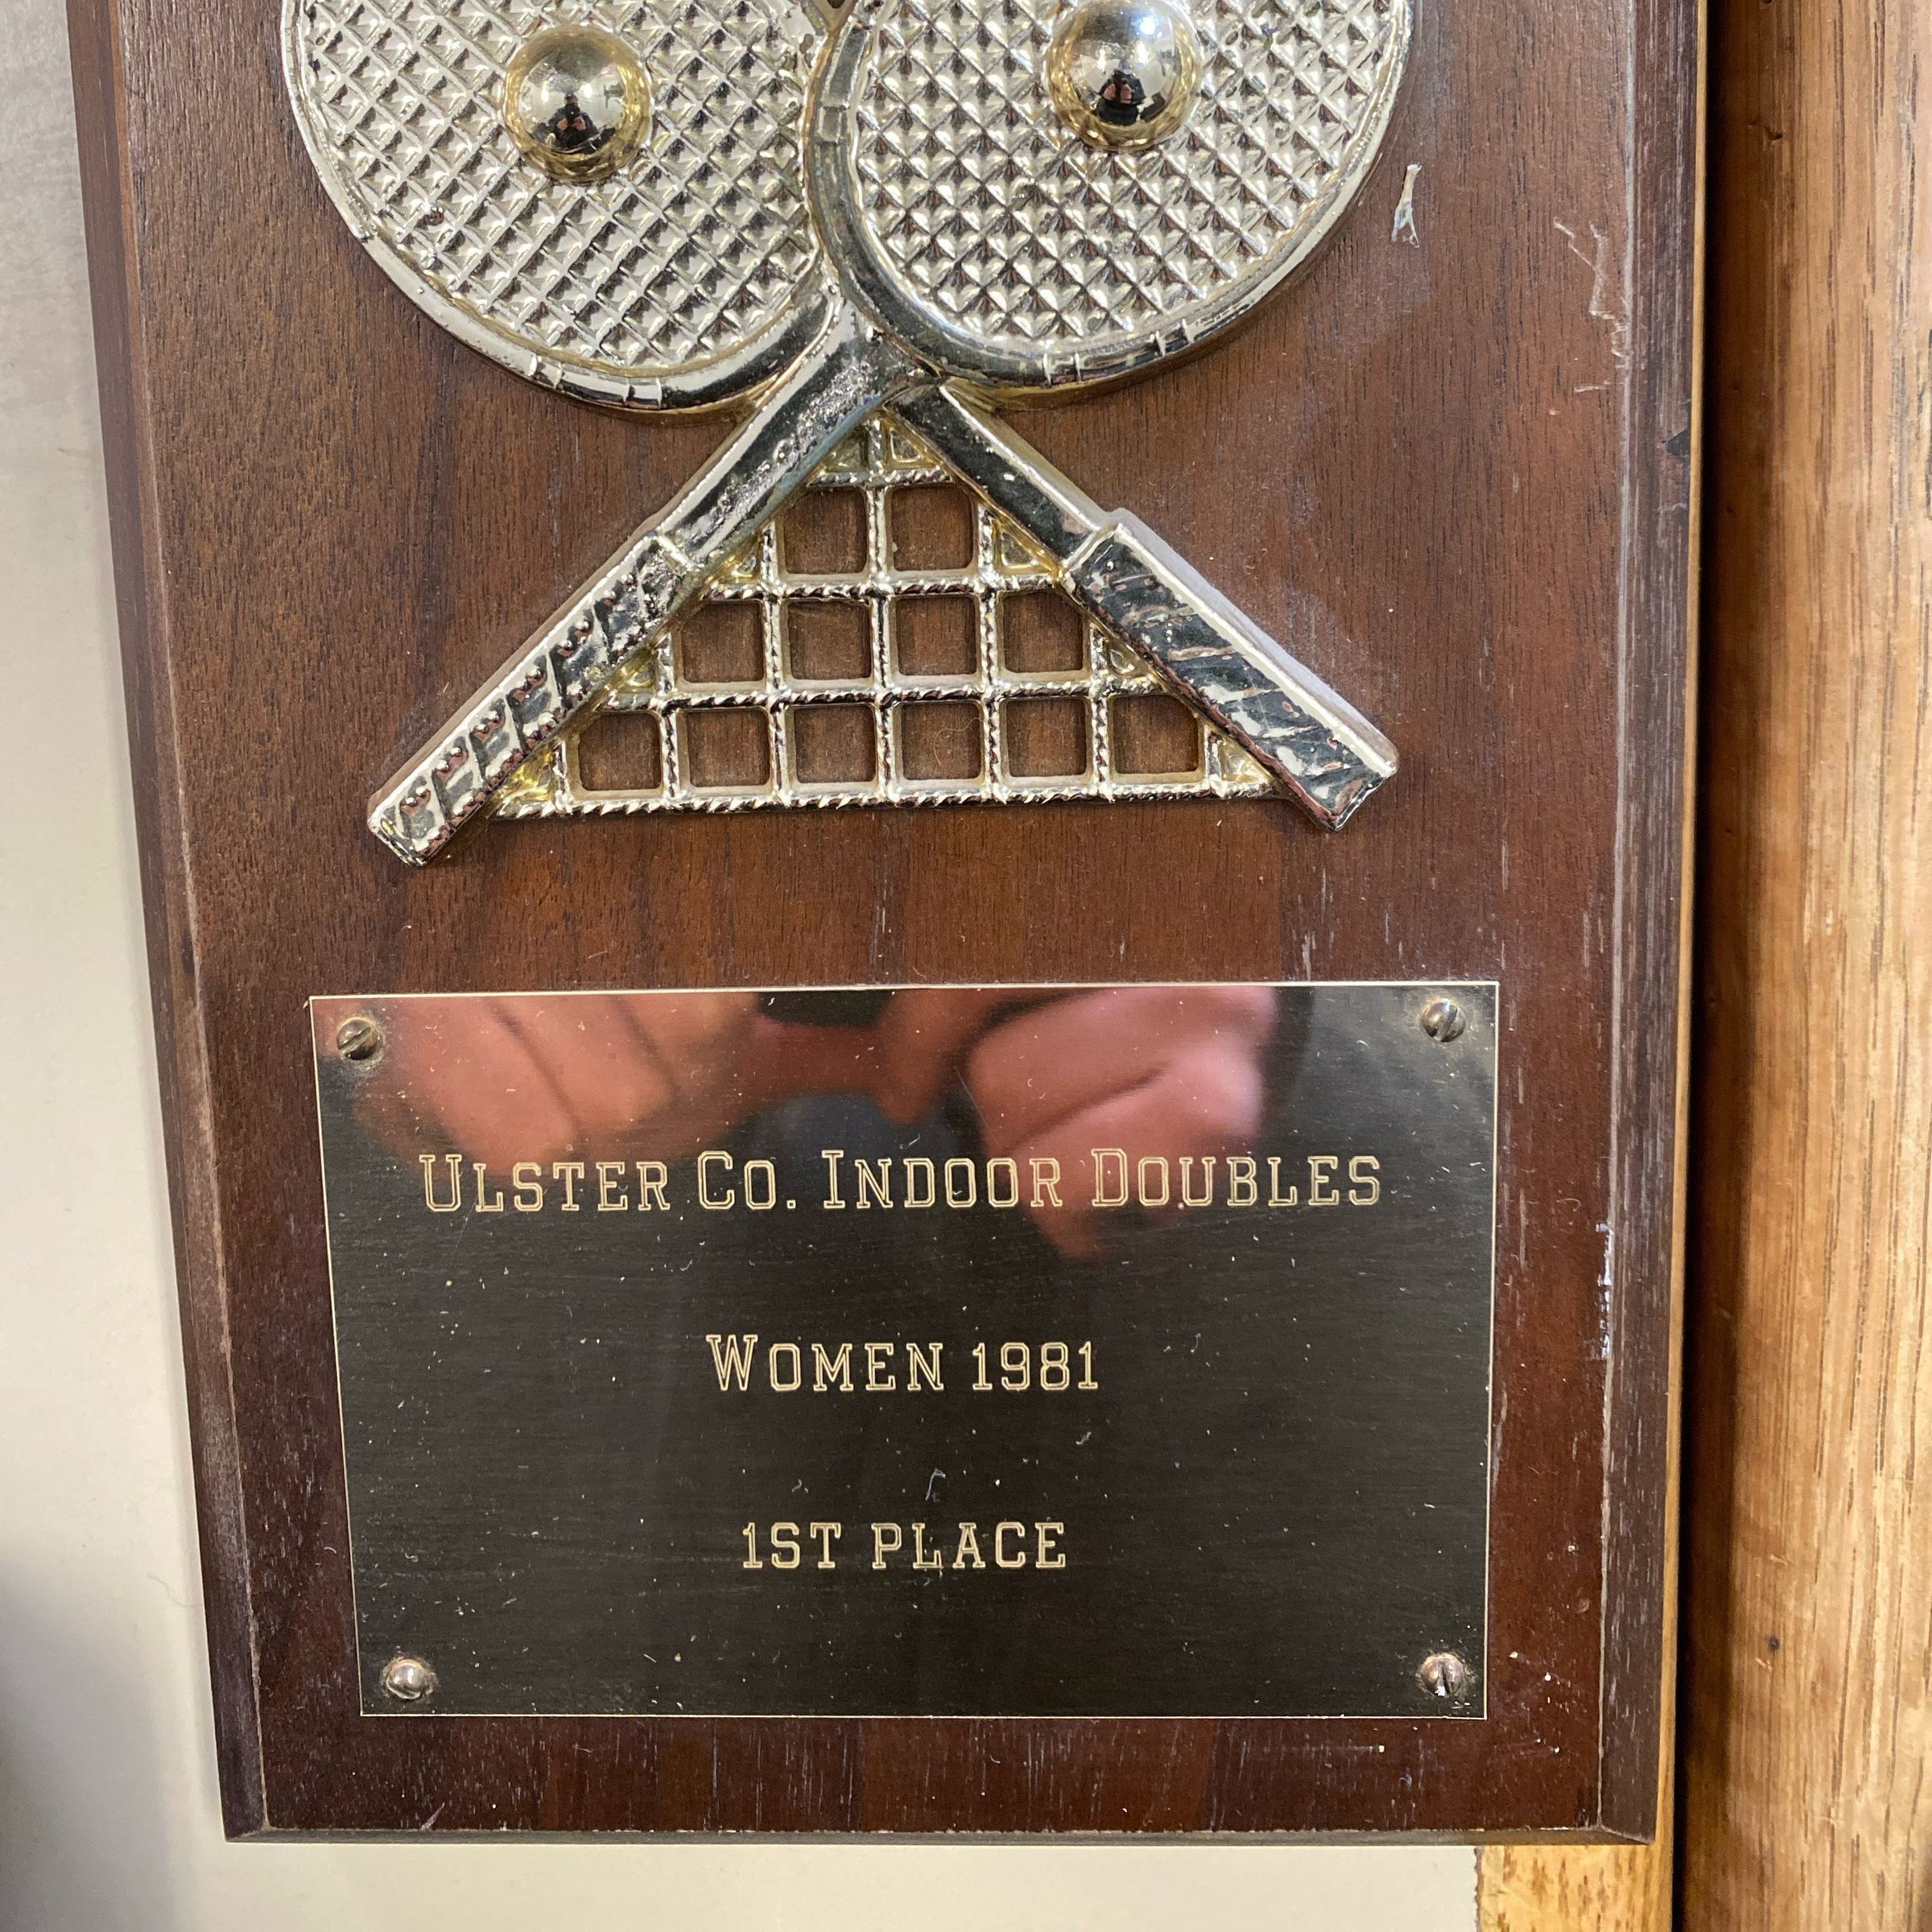 Ulster Co. Indoor Doubles
Women 1981
1ST PLACE